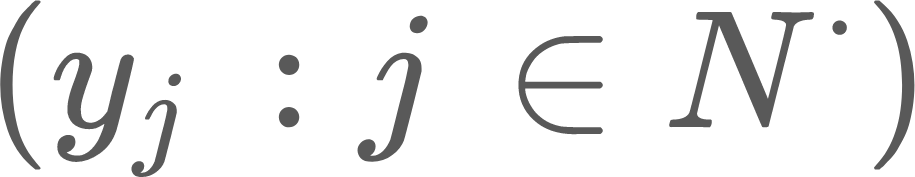 (y_j : j ∈ N^·)